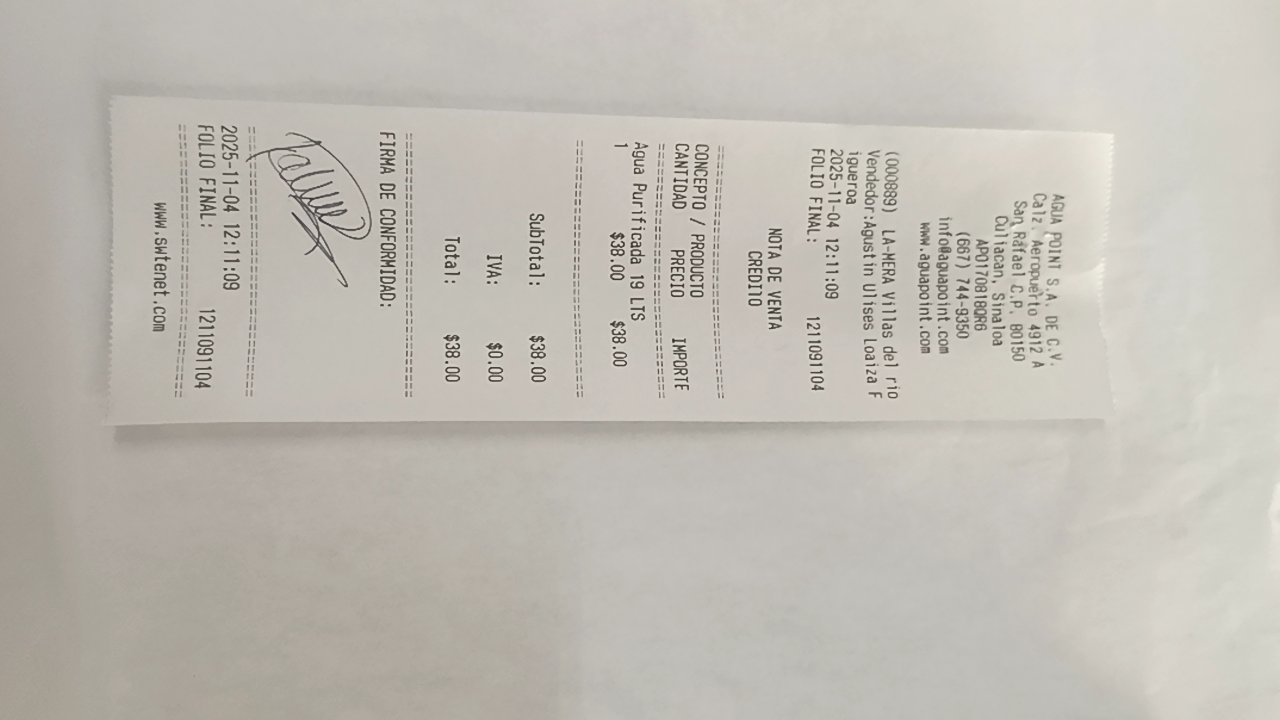 AGUA POINT S.A. DE C.V.
Calz. Aeropuerto 4912 A
San Rafael C.P. 80150
Culiacan, Sinaloa
APO170818QR6
(667) 744-9350
info@aguapoint.com
www.aguapoint.com
(000889) LA-MERA Villas del rio
Vendedor:Agustin Ulises Loaiza F
igueroa
2025-11-04 12:11:09
FOLIO FINAL: 1211091104
NOTA DE VENTA
CREDITO
CONCEPTO / PRODUCTO
CANTIDAD PRECIO IMPORTE
Agua Purificada 19 LTS
1 $38.00 $38.00
SubTotal: $38.00
IVA: $0.00
Total: $38.00
FIRMA DE CONFORMIDAD:
2025-11-04 12:11:09
FOLIO FINAL: 1211091104
www.swtenet.com